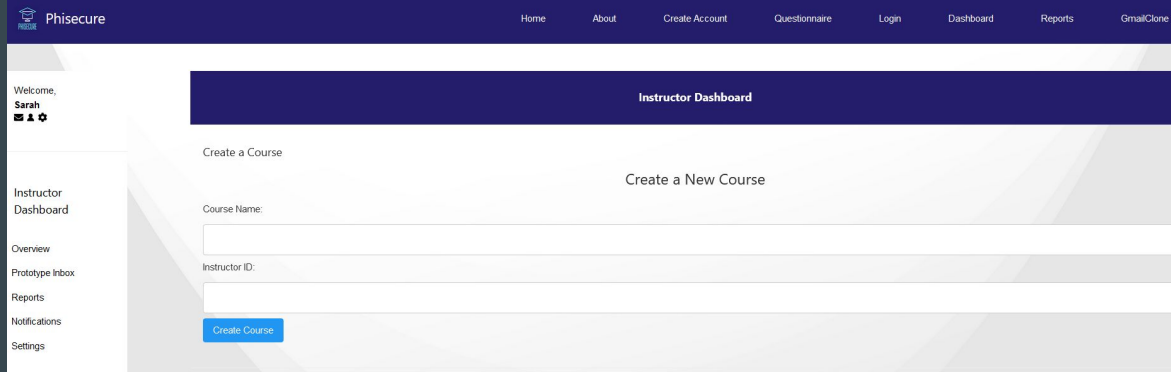 PHISECURE
Phisecure
Home About Create Account Questionnaire Login Dashboard Reports GmailClone
Welcome,
Sarah
Instructor
Dashboard
Overview
Prototype Inbox
Reports
Notifications
Settings
Instructor Dashboard
Create a Course
Create a New Course
Course Name:
Instructor ID:
Create Course